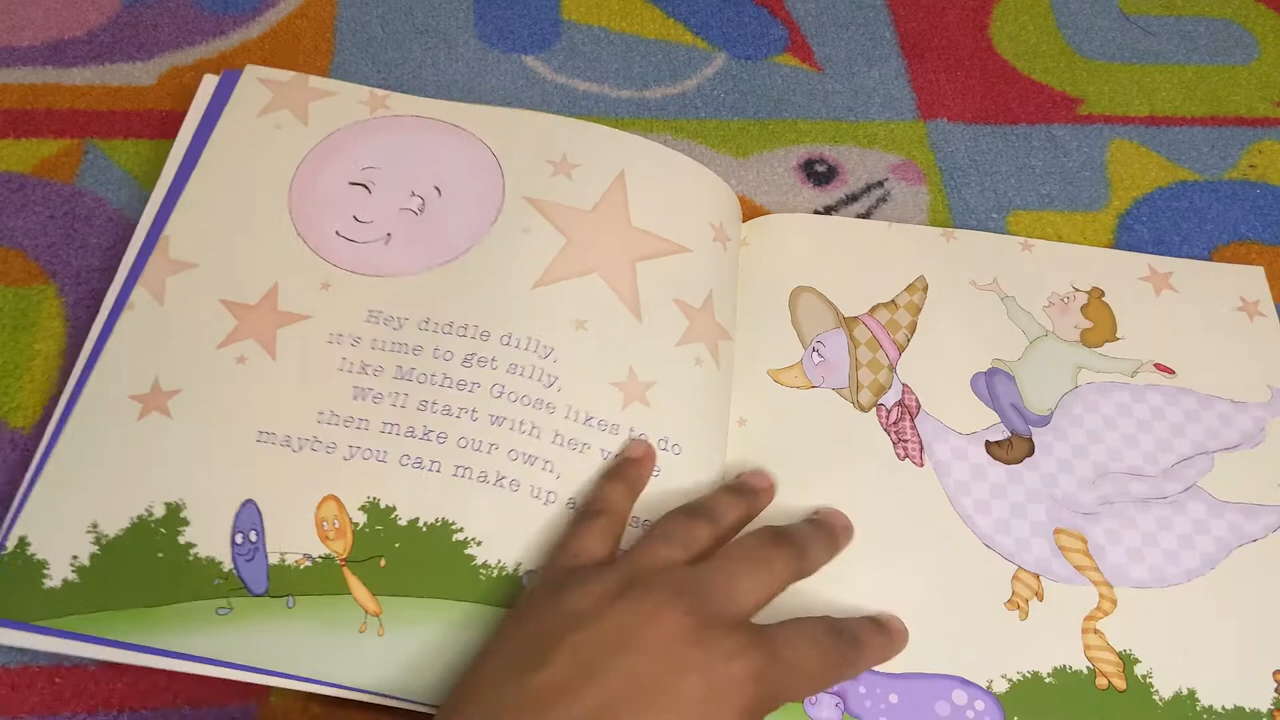 Hey diddle dilly,
it's time to get silly,
like Mother Goose likes to do
We'll start with her
then make our own,
maybe you can make up a